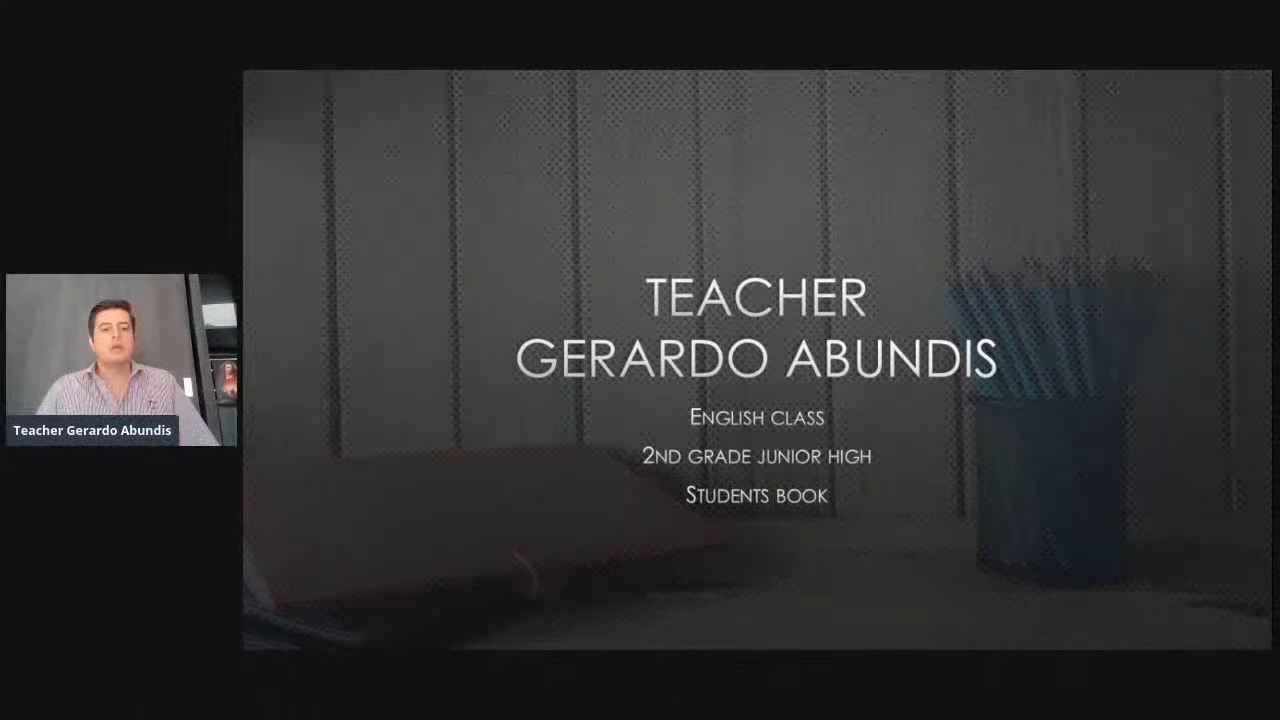 Teacher Gerardo Abundis
TEACHER
GERARDO ABUNDIS
ENGLISH CLASS
2ND GRADE JUNIOR HIGH
STUDENTS BOOK